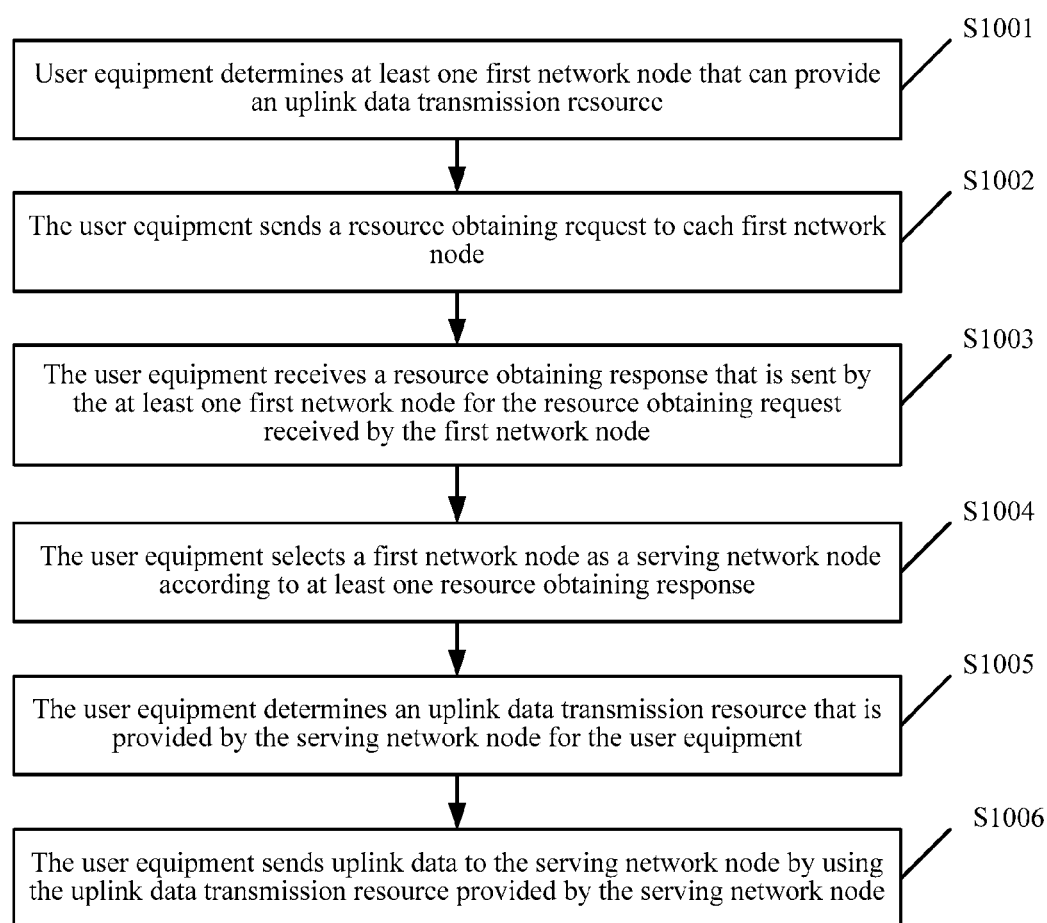 S1001
User equipment determines at least one first network node that can provide
an uplink data transmission resource
S1002
The user equipment sends a resource obtaining request to each first network
node
S1003
The user equipment receives a resource obtaining response that is sent by
the at least one first network node for the resource obtaining request
received by the first network node
S1004
The user equipment selects a first network node as a serving network node
according to at least one resource obtaining response
S1005
The user equipment determines an uplink data transmission resource that is
provided by the serving network node for the user equipment
S1006
The user equipment sends uplink data to the serving network node by using
the uplink data transmission resource provided by the serving network node